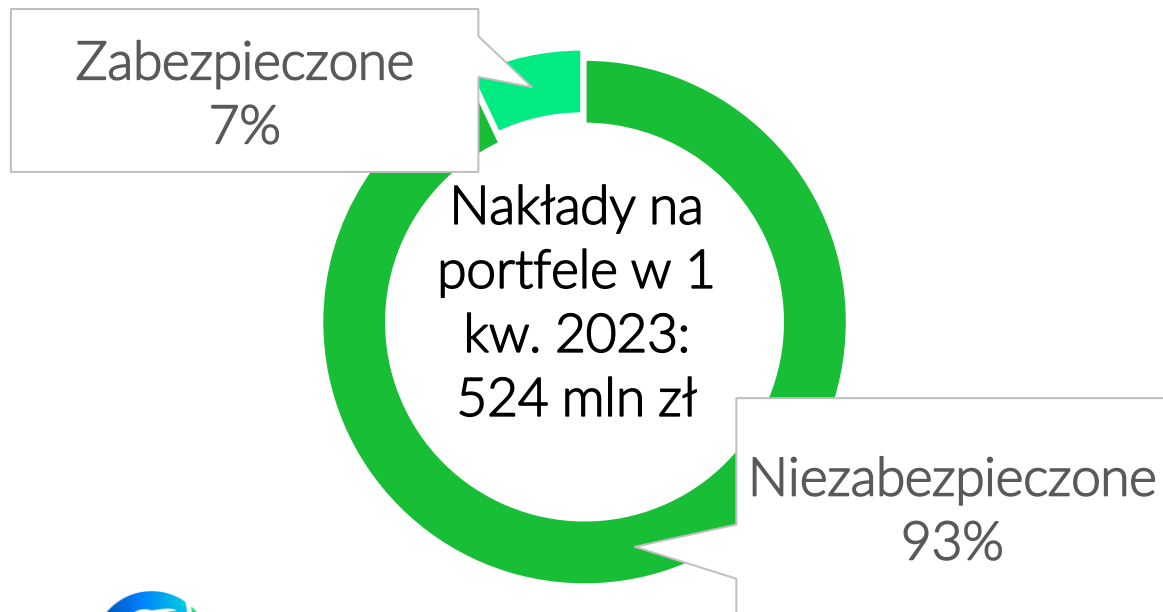 Zabezpieczone
7%
Nakłady na
portfele w 1
kw. 2023:
524 mln zł
Niezabezpieczone
93%